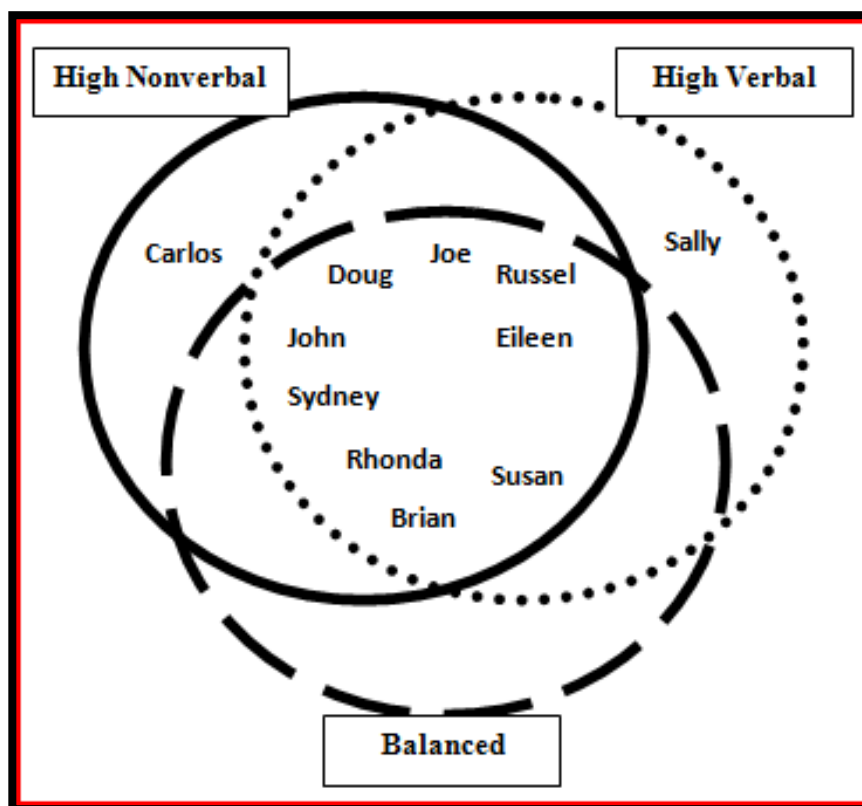 High Nonverbal
High Verbal
Carlos
Doug
Joe
Russel
Sally
John
Eileen
Sydney
Rhonda
Susan
Brian
Balanced